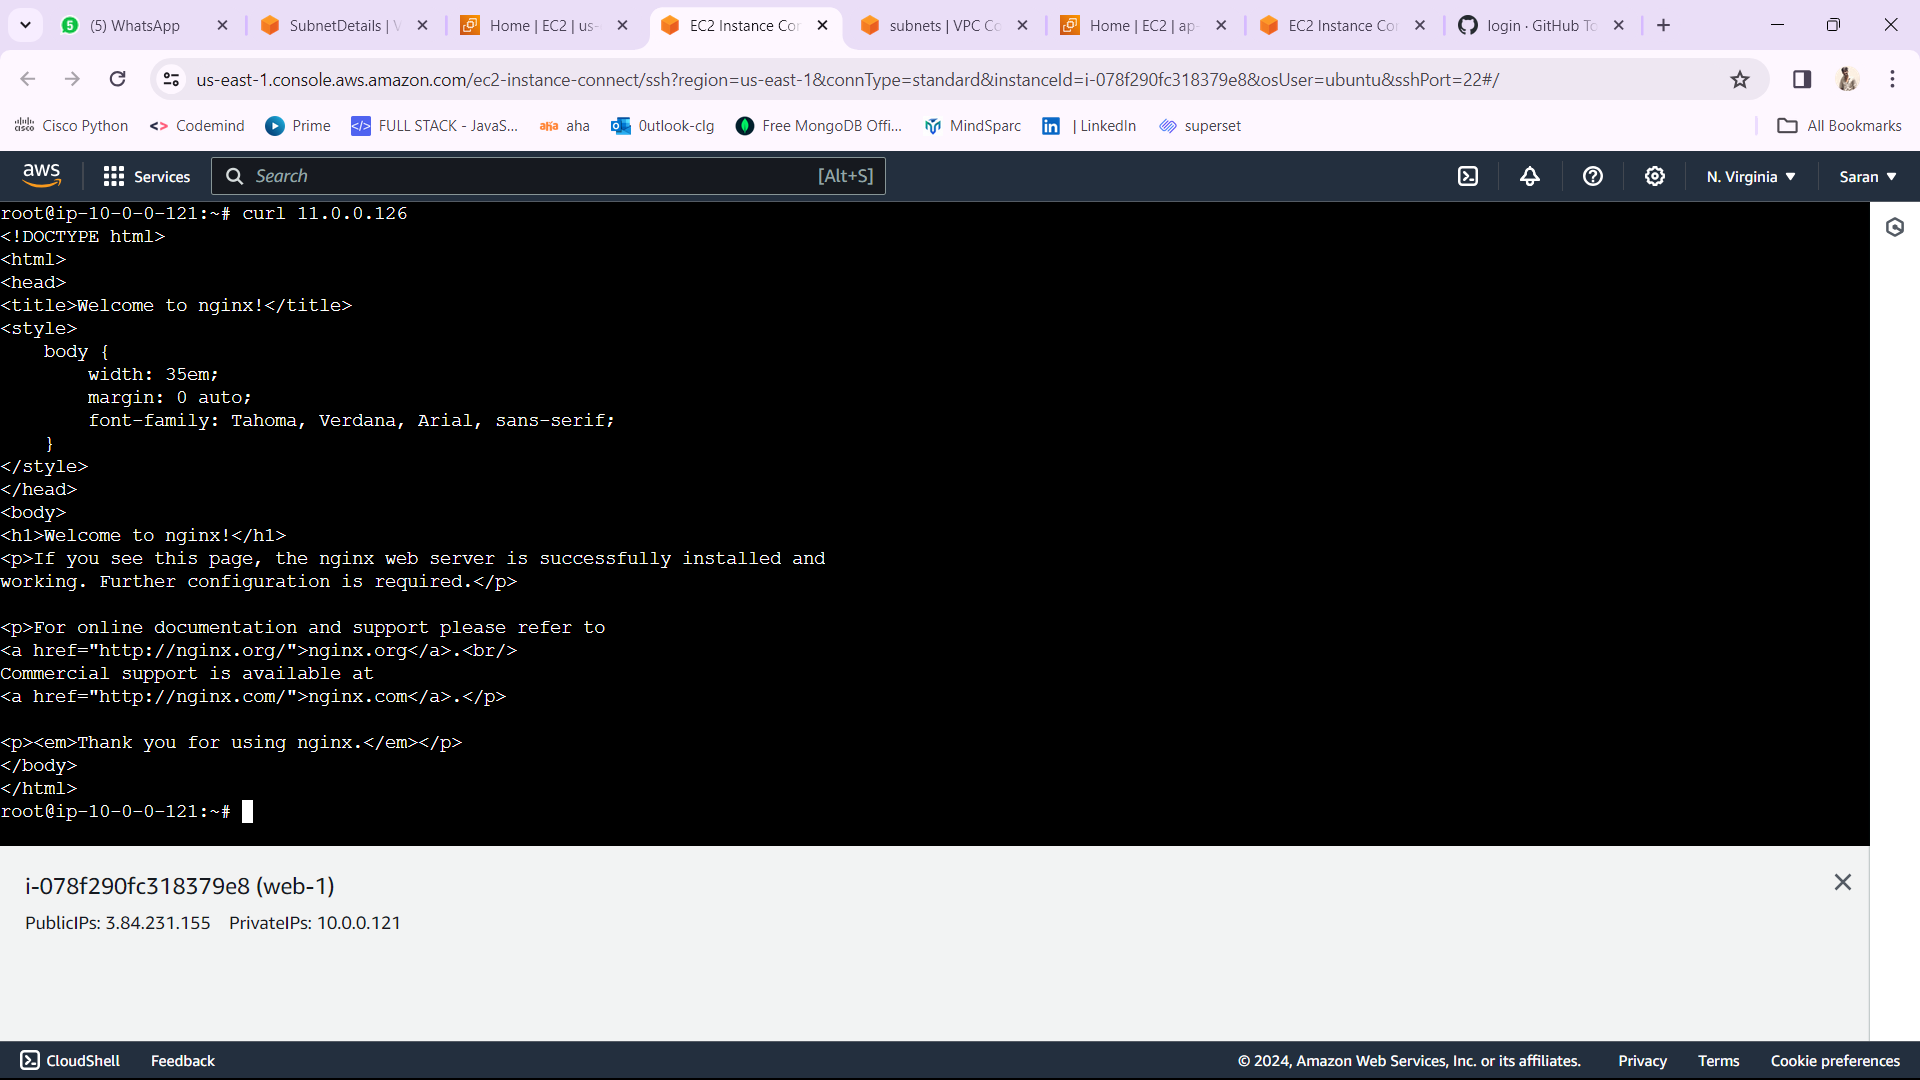 5 (5) WhatsApp
SubnetDetails | V
Home | EC2 | us-
EC2 Instance Con
subnets | VPC Co
Home | EC2 | ap-
EC2 Instance Con
login · GitHub To
us-east-1.console.aws.amazon.com/ec2-instance-connect/ssh?region=us-east-1&connType=standard&instanceId=i-078f290fc318379e8&osUser=ubuntu&sshPort=22#/
Cisco Python Codemind Prime FULL STACK - JavaS... aha 0utlook-clg Free MongoDB Offi... MindSparc | LinkedIn superset All Bookmarks
aws Services Search [Alt+S] N. Virginia Saran
root@ip-10-0-0-121:~# curl 11.0.0.126
<!DOCTYPE html>
<html>
<head>
<title>Welcome to nginx!</title>
<style>
    body {
        width: 35em;
        margin: 0 auto;
        font-family: Tahoma, Verdana, Arial, sans-serif;
    }
</style>
</head>
<body>
<h1>Welcome to nginx!</h1>
<p>If you see this page, the nginx web server is successfully installed and
working. Further configuration is required.</p>

<p>For online documentation and support please refer to
<a href="http://nginx.org/">nginx.org</a>.<br/>
Commercial support is available at
<a href="http://nginx.com/">nginx.com</a>.</p>

<p><em>Thank you for using nginx.</em></p>
</body>
</html>
root@ip-10-0-0-121:~#
i-078f290fc318379e8 (web-1)
PublicIPs: 3.84.231.155 PrivateIPs: 10.0.0.121
CloudShell Feedback © 2024, Amazon Web Services, Inc. or its affiliates. Privacy Terms Cookie preferences